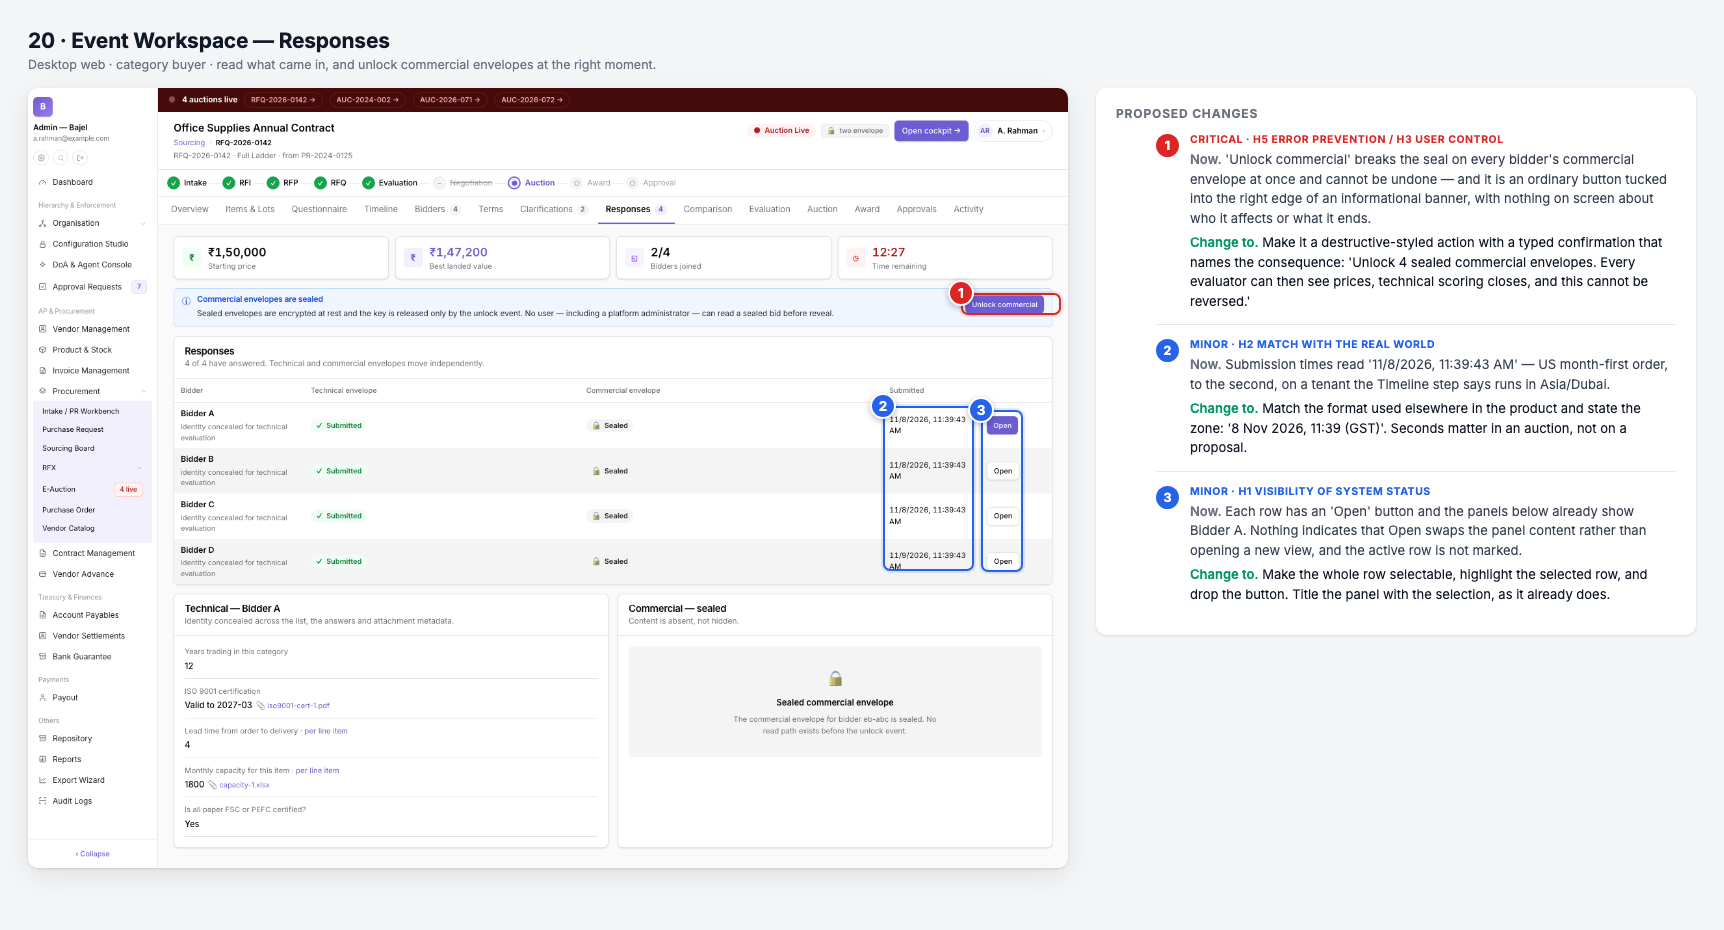 20 · Event Workspace — Responses
Desktop web · category buyer · read what came in, and unlock commercial envelopes at the right moment.
B
Admin — Bajel
a.rahman@example.com
Dashboard
Hierarchy & Enforcement
Organisation
Configuration Studio
DoA & Agent Console
Approval Requests 7
AP & Procurement
Vendor Management
Product & Stock
Invoice Management
Procurement
Intake / PR Workbench
Purchase Request
Sourcing Board
RFX
E-Auction 4 live
Purchase Order
Vendor Catalog
Contract Management
Vendor Advance
Treasury & Finances
Account Payables
Vendor Settlements
Bank Guarantee
Payments
Payout
Others
Repository
Reports
Export Wizard
Audit Logs
‹ Collapse
4 auctions live RFQ-2026-0142 → AUC-2024-002 → AUC-2026-071 → AUC-2026-072 →
Office Supplies Annual Contract
Sourcing · RFQ-2026-0142
RFQ-2026-0142 · Full Ladder · from PR-2024-0125
Auction Live two envelope Open cockpit → AR A. Rahman
Intake RFI RFP RFQ Evaluation Negotiation Auction Award Approval
Overview Items & Lots Questionnaire Timeline Bidders 4 Terms Clarifications 2 Responses 4 Comparison Evaluation Auction Award Approvals Activity
₹ ₹1,50,000
Starting price
₹ ₹1,47,200
Best landed value
2/4
Bidders joined
12:27
Time remaining
Commercial envelopes are sealed
Sealed envelopes are encrypted at rest and the key is released only by the unlock event. No user — including a platform administrator — can read a sealed bid before reveal.
1
Unlock commercial
Responses
4 of 4 have answered. Technical and commercial envelopes move independently.
Bidder Technical envelope Commercial envelope Submitted
2 3
Bidder A
identity concealed for technical
evaluation
✓ Submitted Sealed 11/8/2026, 11:39:43
AM
Open
Bidder B
identity concealed for technical
evaluation
✓ Submitted Sealed 11/8/2026, 11:39:43
AM
Open
Bidder C
identity concealed for technical
evaluation
✓ Submitted Sealed 11/8/2026, 11:39:43
AM
Open
Bidder D
identity concealed for technical
evaluation
✓ Submitted Sealed 11/9/2026, 11:39:43
AM
Open
Technical — Bidder A
Identity concealed across the list, the answers and attachment metadata.
Years trading in this category
12
ISO 9001 certification
Valid to 2027-03 iso9001-cert-1.pdf
Lead time from order to delivery · per line item
4
Monthly capacity for this item · per line item
1800 capacity-1.xlsx
Is all paper FSC or PEFC certified?
Yes
Commercial — sealed
Content is absent, not hidden.
Sealed commercial envelope
The commercial envelope for bidder eb-abc is sealed. No
read path exists before the unlock event.
PROPOSED CHANGES
1 CRITICAL · H5 ERROR PREVENTION / H3 USER CONTROL
Now. 'Unlock commercial' breaks the seal on every bidder's commercial
envelope at once and cannot be undone — and it is an ordinary button tucked
into the right edge of an informational banner, with nothing on screen about
who it affects or what it ends.
Change to. Make it a destructive-styled action with a typed confirmation that
names the consequence: 'Unlock 4 sealed commercial envelopes. Every
evaluator can then see prices, technical scoring closes, and this cannot be
reversed.'
2 MINOR · H2 MATCH WITH THE REAL WORLD
Now. Submission times read '11/8/2026, 11:39:43 AM' — US month-first order,
to the second, on a tenant the Timeline step says runs in Asia/Dubai.
Change to. Match the format used elsewhere in the product and state the
zone: '8 Nov 2026, 11:39 (GST)'. Seconds matter in an auction, not on a
proposal.
3 MINOR · H1 VISIBILITY OF SYSTEM STATUS
Now. Each row has an 'Open' button and the panels below already show
Bidder A. Nothing indicates that Open swaps the panel content rather than
opening a new view, and the active row is not marked.
Change to. Make the whole row selectable, highlight the selected row, and
drop the button. Title the panel with the selection, as it already does.